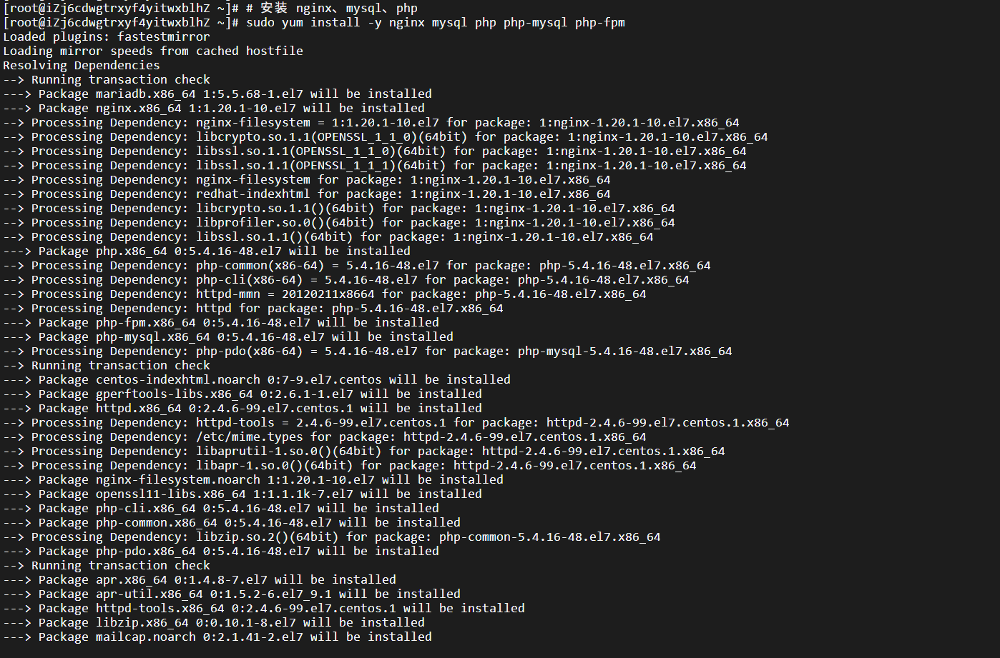 [root@iZj6cdwgtrxyf4yitwxblhZ ~]# # 安装 nginx、mysql、php
[root@iZj6cdwgtrxyf4yitwxblhZ ~]# sudo yum install -y nginx mysql php php-mysql php-fpm
Loaded plugins: fastestmirror
Loading mirror speeds from cached hostfile
Resolving Dependencies
--> Running transaction check
---> Package mariadb.x86_64 1:5.5.68-1.el7 will be installed
---> Package nginx.x86_64 1:1.20.1-10.el7 will be installed
--> Processing Dependency: nginx-filesystem = 1:1.20.1-10.el7 for package: 1:nginx-1.20.1-10.el7.x86_64
--> Processing Dependency: libcrypto.so.1.1(OPENSSL_1_1_0)(64bit) for package: 1:nginx-1.20.1-10.el7.x86_64
--> Processing Dependency: libssl.so.1.1(OPENSSL_1_1_0)(64bit) for package: 1:nginx-1.20.1-10.el7.x86_64
--> Processing Dependency: libssl.so.1.1(OPENSSL_1_1_1)(64bit) for package: 1:nginx-1.20.1-10.el7.x86_64
--> Processing Dependency: nginx-filesystem for package: 1:nginx-1.20.1-10.el7.x86_64
--> Processing Dependency: redhat-indexhtml for package: 1:nginx-1.20.1-10.el7.x86_64
--> Processing Dependency: libcrypto.so.1.1()(64bit) for package: 1:nginx-1.20.1-10.el7.x86_64
--> Processing Dependency: libprofiler.so.0()(64bit) for package: 1:nginx-1.20.1-10.el7.x86_64
--> Processing Dependency: libssl.so.1.1()(64bit) for package: 1:nginx-1.20.1-10.el7.x86_64
---> Package php.x86_64 0:5.4.16-48.el7 will be installed
--> Processing Dependency: php-common(x86-64) = 5.4.16-48.el7 for package: php-5.4.16-48.el7.x86_64
--> Processing Dependency: php-cli(x86-64) = 5.4.16-48.el7 for package: php-5.4.16-48.el7.x86_64
--> Processing Dependency: httpd-mmn = 20120211x8664 for package: php-5.4.16-48.el7.x86_64
--> Processing Dependency: httpd for package: php-5.4.16-48.el7.x86_64
---> Package php-fpm.x86_64 0:5.4.16-48.el7 will be installed
---> Package php-mysql.x86_64 0:5.4.16-48.el7 will be installed
--> Processing Dependency: php-pdo(x86-64) = 5.4.16-48.el7 for package: php-mysql-5.4.16-48.el7.x86_64
--> Running transaction check
---> Package centos-indexhtml.noarch 0:7-9.el7.centos will be installed
---> Package gperftools-libs.x86_64 0:2.6.1-1.el7 will be installed
---> Package httpd.x86_64 0:2.4.6-99.el7.centos.1 will be installed
--> Processing Dependency: httpd-tools = 2.4.6-99.el7.centos.1 for package: httpd-2.4.6-99.el7.centos.1.x86_64
--> Processing Dependency: /etc/mime.types for package: httpd-2.4.6-99.el7.centos.1.x86_64
--> Processing Dependency: libaprutil-1.so.0()(64bit) for package: httpd-2.4.6-99.el7.centos.1.x86_64
--> Processing Dependency: libapr-1.so.0()(64bit) for package: httpd-2.4.6-99.el7.centos.1.x86_64
---> Package nginx-filesystem.noarch 1:1.20.1-10.el7 will be installed
---> Package openssl11-libs.x86_64 1:1.1.1k-7.el7 will be installed
---> Package php-cli.x86_64 0:5.4.16-48.el7 will be installed
---> Package php-common.x86_64 0:5.4.16-48.el7 will be installed
--> Processing Dependency: libzip.so.2()(64bit) for package: php-common-5.4.16-48.el7.x86_64
---> Package php-pdo.x86_64 0:5.4.16-48.el7 will be installed
--> Running transaction check
---> Package apr.x86_64 0:1.4.8-7.el7 will be installed
---> Package apr-util.x86_64 0:1.5.2-6.el7_9.1 will be installed
---> Package httpd-tools.x86_64 0:2.4.6-99.el7.centos.1 will be installed
---> Package libzip.x86_64 0:0.10.1-8.el7 will be installed
---> Package mailcap.noarch 0:2.1.41-2.el7 will be installed